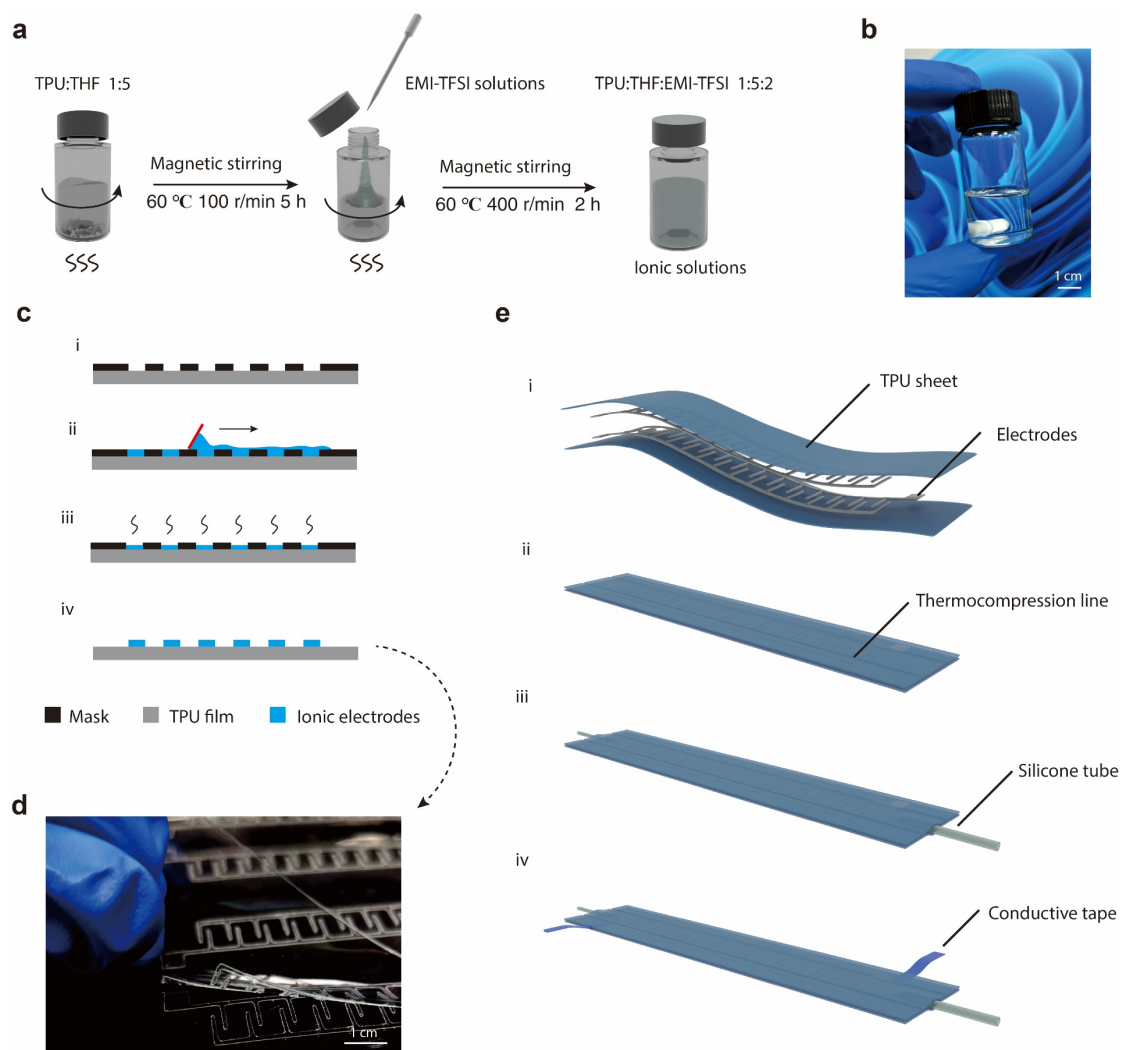 a
TPU:THF 1:5
Magnetic stirring
60 ℃ 100 r/min 5 h
EMI-TFSI solutions
Magnetic stirring
60 ℃ 400 r/min 2 h
TPU:THF:EMI-TFSI 1:5:2
Ionic solutions
b
1 cm
c
i
ii
iii
iv
Mask
TPU film
Ionic electrodes
d
1 cm
e
i
TPU sheet
Electrodes
ii
Thermocompression line
iii
Silicone tube
iv
Conductive tape